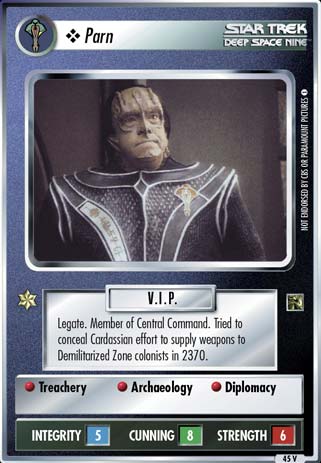 ❖ Parn
STAR TREK
DEEP SPACE NINE
NOT ENDORSED BY CBS OR PARAMOUNT PICTURES
V.I.P.
Legate. Member of Central Command. Tried to
conceal Cardassian effort to supply weapons to
Demilitarized Zone colonists in 2370.
Treachery Archaeology Diplomacy
INTEGRITY 5 CUNNING 8 STRENGTH 6
45 V